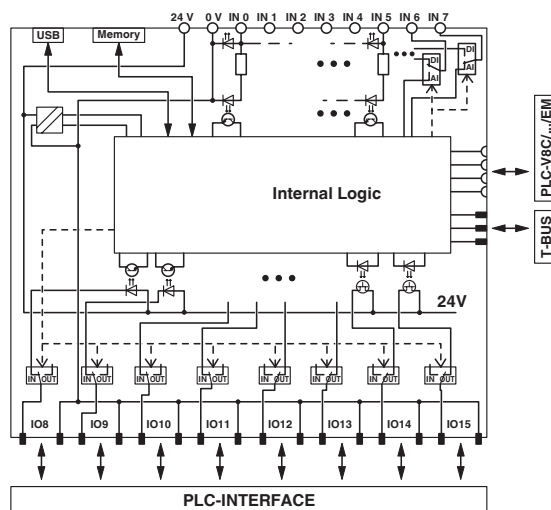 24 V 0 V IN 0 IN 1 IN 2 IN 3 IN 4 IN 5 IN 6 IN 7
USB
Memory
DI
AI
DI
AI
PLC-V8C/.../EM
Internal Logic
T-BUS
24V
IN OUT IN OUT IN OUT IN OUT IN OUT IN OUT IN OUT IN OUT
IO8 IO9 IO10 IO11 IO12 IO13 IO14 IO15
PLC-INTERFACE